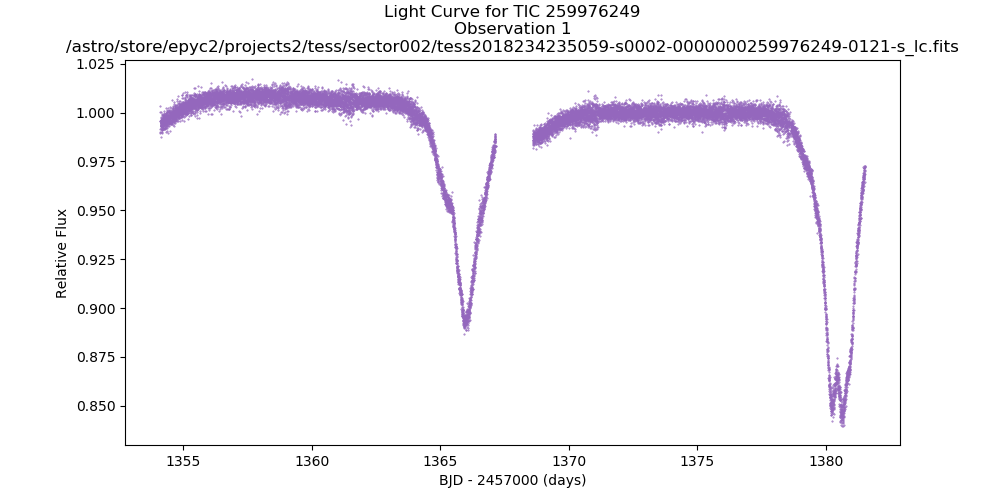 Light Curve for TIC 259976249
Observation 1
/astro/store/epyc2/projects2/tess/sector002/tess2018234235059-s0002-0000000259976249-0121-s_lc.fits
1.025
1.000
0.975
0.950
0.925
0.900
0.875
0.850
Relative Flux
1355
1360
1365
1370
1375
1380
BJD - 2457000 (days)